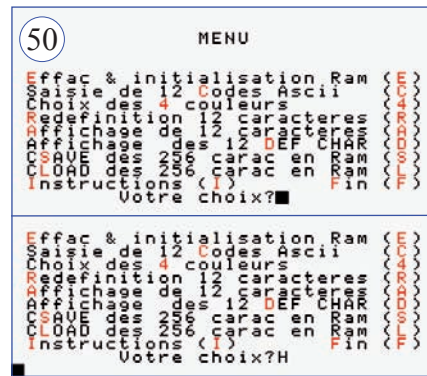 50
MENU
Effac & initialisation Ram (E)
Saisie de 12 Codes Ascii (C)
Choix des 4 couleurs (4)
Redefinition 12 caracteres (R)
Affichage de 12 caracteres (A)
Affichage des 12 DEF CHAR (D)
CSAVE des 256 carac en Ram (S)
CLOAD des 256 carac en Ram (L)
Instructions (I) Fin (F)
Votre choix?
Effac & initialisation Ram (E)
Saisie de 12 Codes Ascii (C)
Choix des 4 couleurs (4)
Redefinition 12 caracteres (R)
Affichage de 12 caracteres (A)
Affichage des 12 DEF CHAR (D)
CSAVE des 256 carac en Ram (S)
CLOAD des 256 carac en Ram (L)
Instructions (I) Fin (F)
Votre choix?H